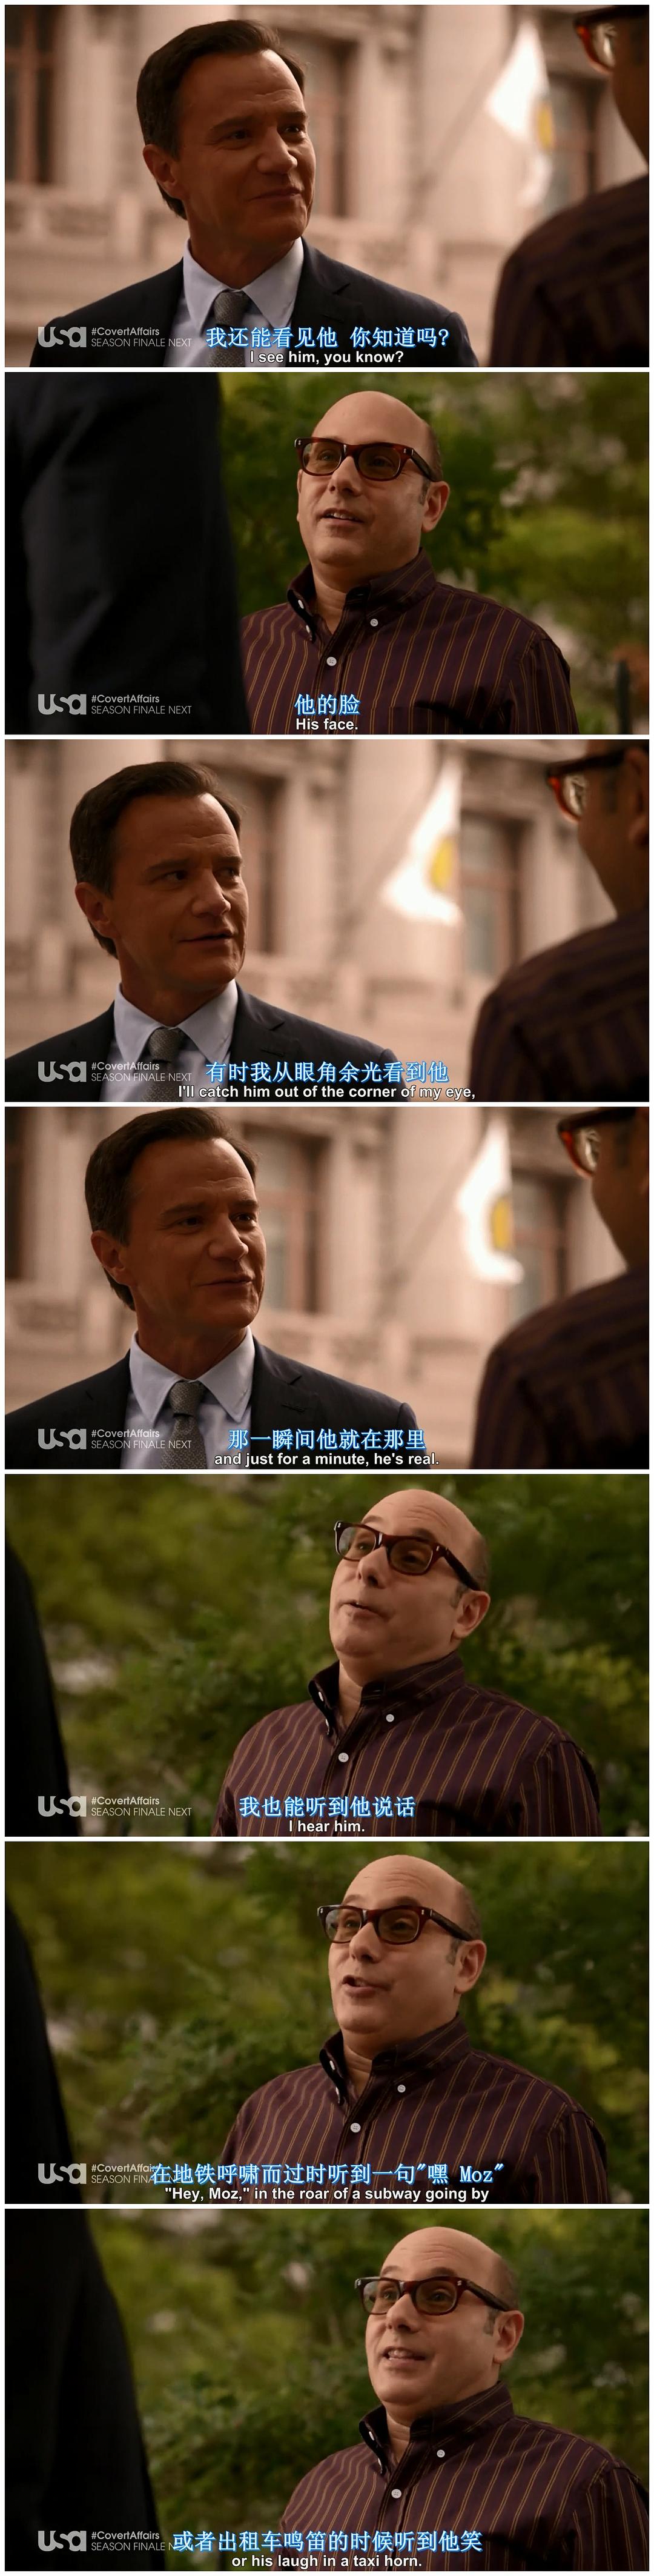 usa #CovertAffairs
SEASON FINALE NEXT
我还能看见他 你知道吗?
I see him, you know?
usa #CovertAffairs
SEASON FINALE NEXT
他的脸
His face.
usa #CovertAffairs
SEASON FINALE NEXT
有时我从眼角余光看到他
I'll catch him out of the corner of my eye,
usa #CovertAffairs
SEASON FINALE NEXT
那一瞬间他就在那里
and just for a minute, he's real.
usa #CovertAffairs
SEASON FINALE NEXT
我也能听到他说话
I hear him.
usa #CovertAffairs
SEASON FINA
在地铁呼啸而过时听到一句"嘿 Moz"
"Hey, Moz," in the roar of a subway going by
usa #CovertAffairs
SEASON FINALE N
或者出租车鸣笛的时候听到他笑
or his laugh in a taxi horn.